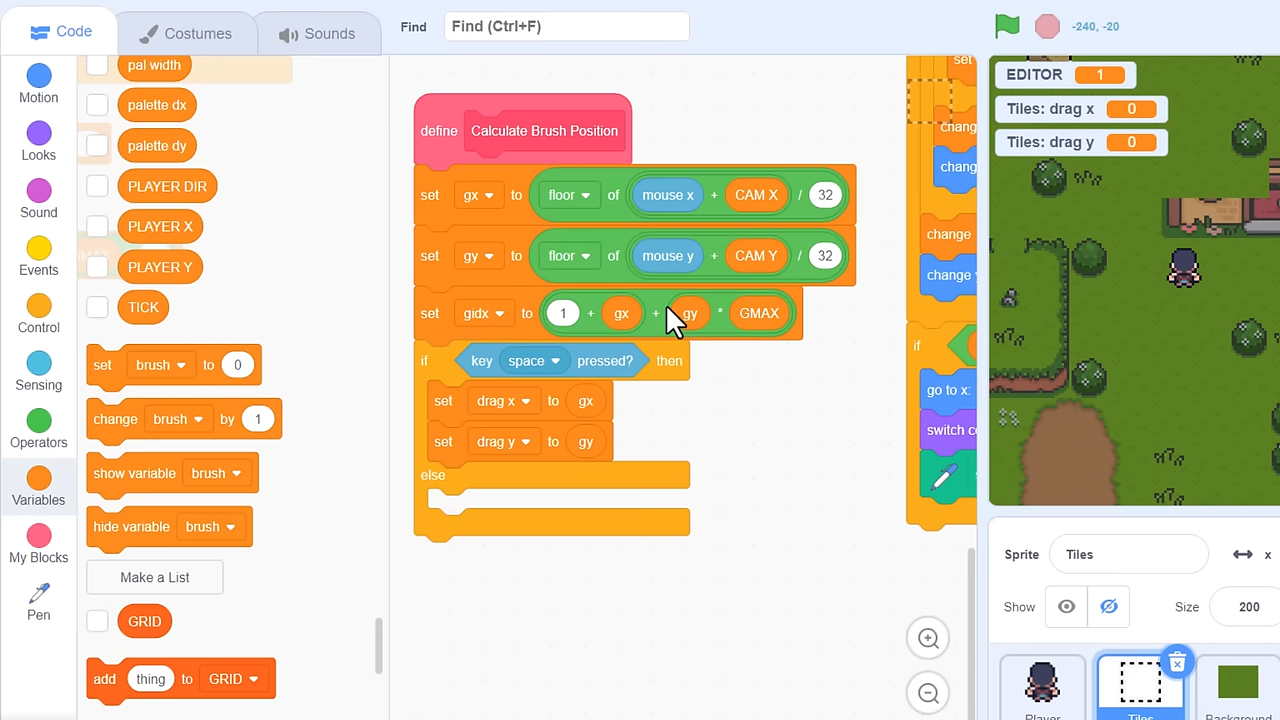 Code
Costumes
Sounds
Find
Find (Ctrl+F)
-240, -20
Motion
Looks
Sound
Events
Control
Sensing
Operators
Variables
My Blocks
Pen
pal width
palette dx
palette dy
PLAYER DIR
PLAYER X
PLAYER Y
TICK
set brush to 0
change brush by 1
show variable brush
hide variable brush
Make a List
GRID
add thing to GRID
define Calculate Brush Position
set gx to floor of mouse x + CAM X / 32
set gy to floor of mouse y + CAM Y / 32
set gidx to 1 + gx + gy * GMAX
if key space pressed? then
set drag x to gx
set drag y to gy
else
set
chang
chang
change
change y
if
go to x:
switch co
EDITOR 1
Tiles: drag x 0
Tiles: drag y 0
Sprite Tiles
x
Show
Size 200
Player
Tiles
Background